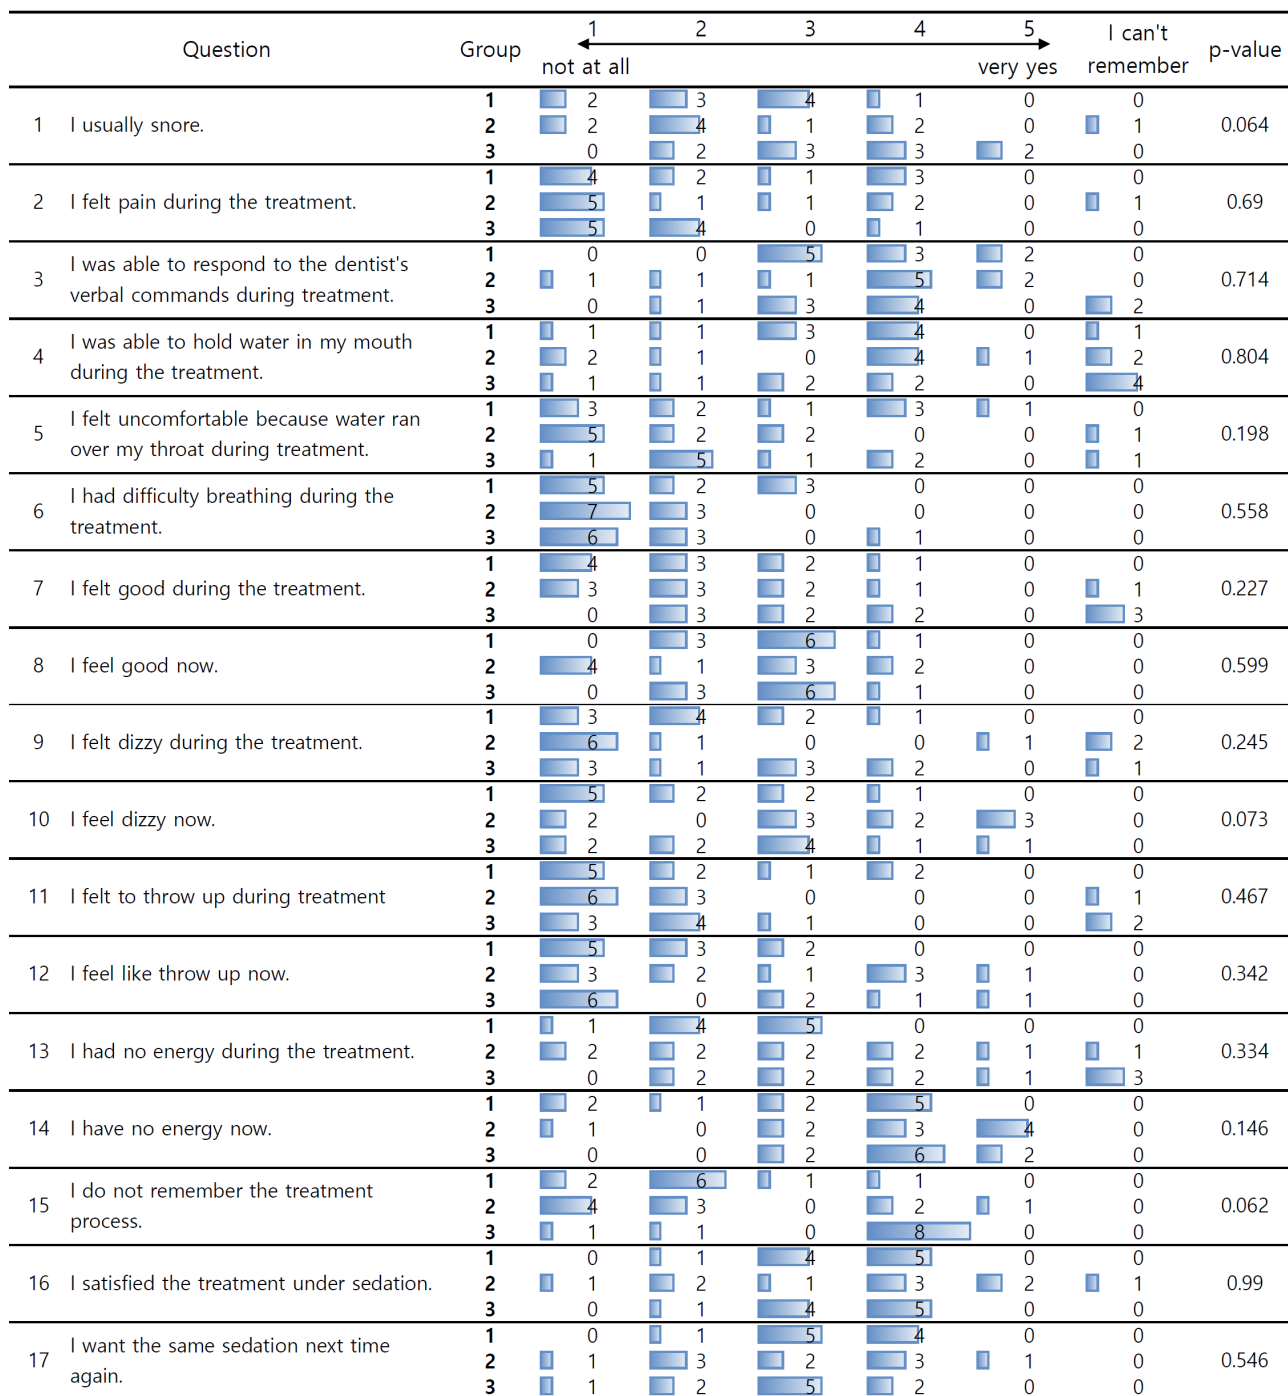 Question Group 1 2 3 4 5 I can't remember p-value
not at all very yes
1 2 3 4 1 0 0
1 I usually snore. 2 2 4 1 2 0 1 0.064
3 0 2 3 3 2 0
1 4 2 1 3 0 0
2 I felt pain during the treatment. 2 5 1 1 2 0 1 0.69
3 5 4 0 1 0 0
1 0 0 5 3 2 0
3 I was able to respond to the dentist's
verbal commands during treatment. 2 1 1 1 5 2 0 0.714
3 0 1 3 4 0 2
1 1 1 3 4 0 1
4 I was able to hold water in my mouth
during the treatment. 2 2 1 0 4 1 2 0.804
3 1 1 2 2 0 4
1 3 2 1 3 1 0
5 I felt uncomfortable because water ran
over my throat during treatment. 2 5 2 2 0 0 1 0.198
3 1 5 1 2 0 1
1 5 2 3 0 0 0
6 I had difficulty breathing during the
treatment. 2 7 3 0 0 0 0 0.558
3 6 3 0 1 0 0
1 4 3 2 1 0 0
7 I felt good during the treatment. 2 3 3 2 1 0 1 0.227
3 0 3 2 2 0 3
1 0 3 6 1 0 0
8 I feel good now. 2 4 1 3 2 0 0 0.599
3 0 3 6 1 0 0
1 3 4 2 1 0 0
9 I felt dizzy during the treatment. 2 6 1 0 0 1 2 0.245
3 3 1 3 2 0 1
1 5 2 2 1 0 0
10 I feel dizzy now. 2 2 0 3 2 3 0 0.073
3 2 2 4 1 1 0
1 5 2 1 2 0 0
11 I felt to throw up during treatment 2 6 3 0 0 0 1 0.467
3 3 4 1 0 0 2
1 5 3 2 0 0 0
12 I feel like throw up now. 2 3 2 1 3 1 0 0.342
3 6 0 2 1 1 0
1 1 4 5 0 0 0
13 I had no energy during the treatment. 2 2 2 2 2 1 1 0.334
3 0 2 2 2 1 3
1 2 1 2 5 0 0
14 I have no energy now. 2 1 0 2 3 4 0 0.146
3 0 0 2 6 2 0
1 2 6 1 1 0 0
15 I do not remember the treatment
process. 2 4 3 0 2 1 0 0.062
3 1 1 0 8 0 0
1 0 1 4 5 0 0
16 I satisfied the treatment under sedation. 2 1 2 1 3 2 1 0.99
3 0 1 4 5 0 0
1 0 1 5 4 0 0
17 I want the same sedation next time
again. 2 1 3 2 3 1 0 0.546
3 1 2 5 2 0 0